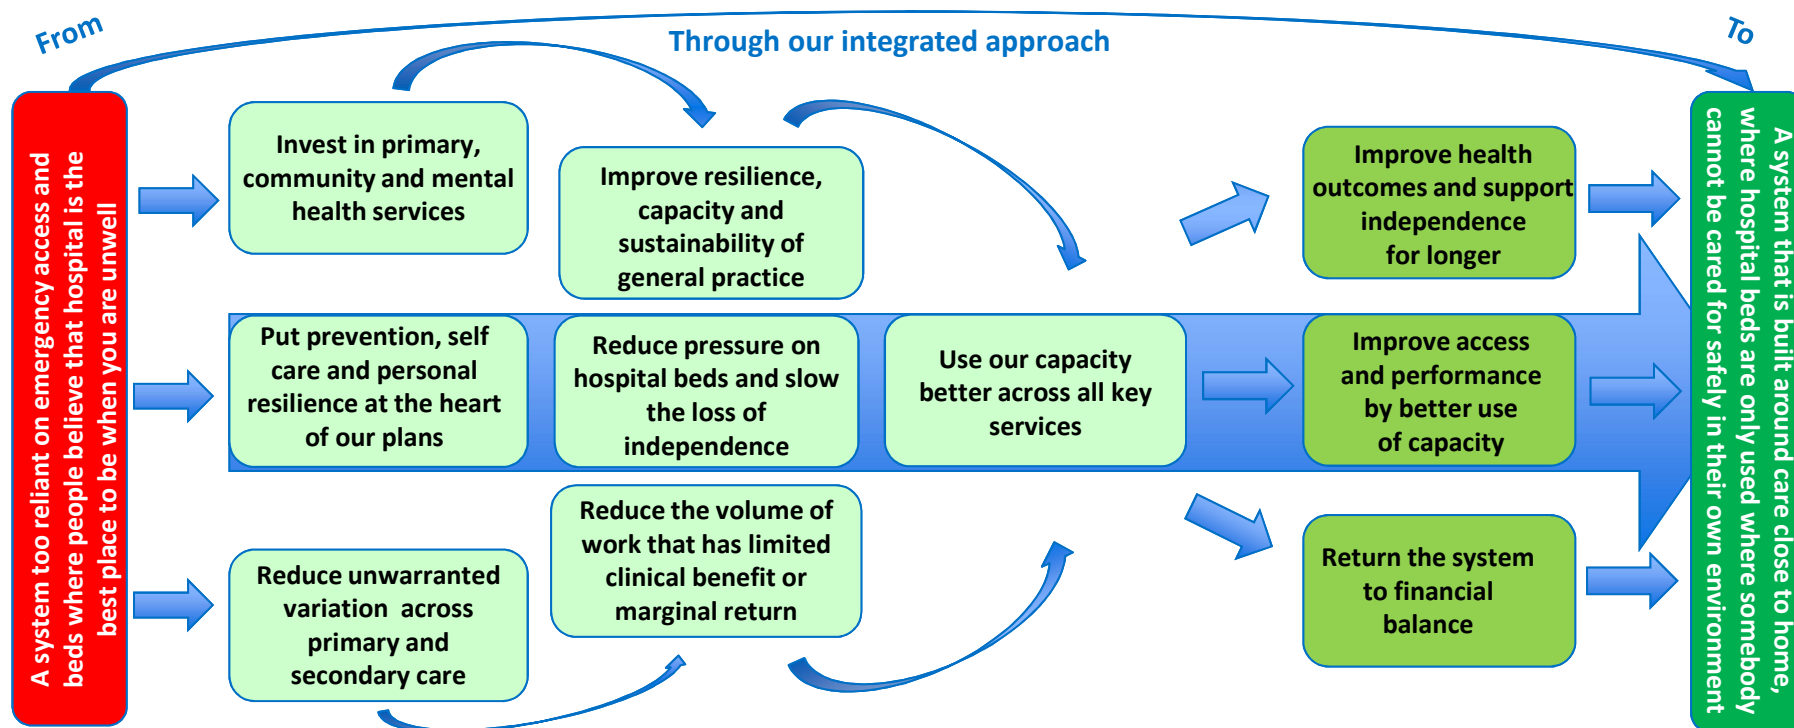 From
Through our integrated approach
To
A system too reliant on emergency access and
beds where people believe that hospital is the
best place to be when you are unwell
Invest in primary,
community and mental
health services
Put prevention, self
care and personal
resilience at the heart
of our plans
Reduce unwarranted
variation across
primary and
secondary care
Improve resilience,
capacity and
sustainability of
general practice
Reduce pressure on
hospital beds and slow
the loss of
independence
Reduce the volume of
work that has limited
clinical benefit or
marginal return
Use our capacity
better across all key
services
Improve health
outcomes and support
independence
for longer
Improve access
and performance
by better use
of capacity
Return the system
to financial
balance
A system that is built around care close to home,
where hospital beds are only used where somebody
cannot be cared for safely in their own environment